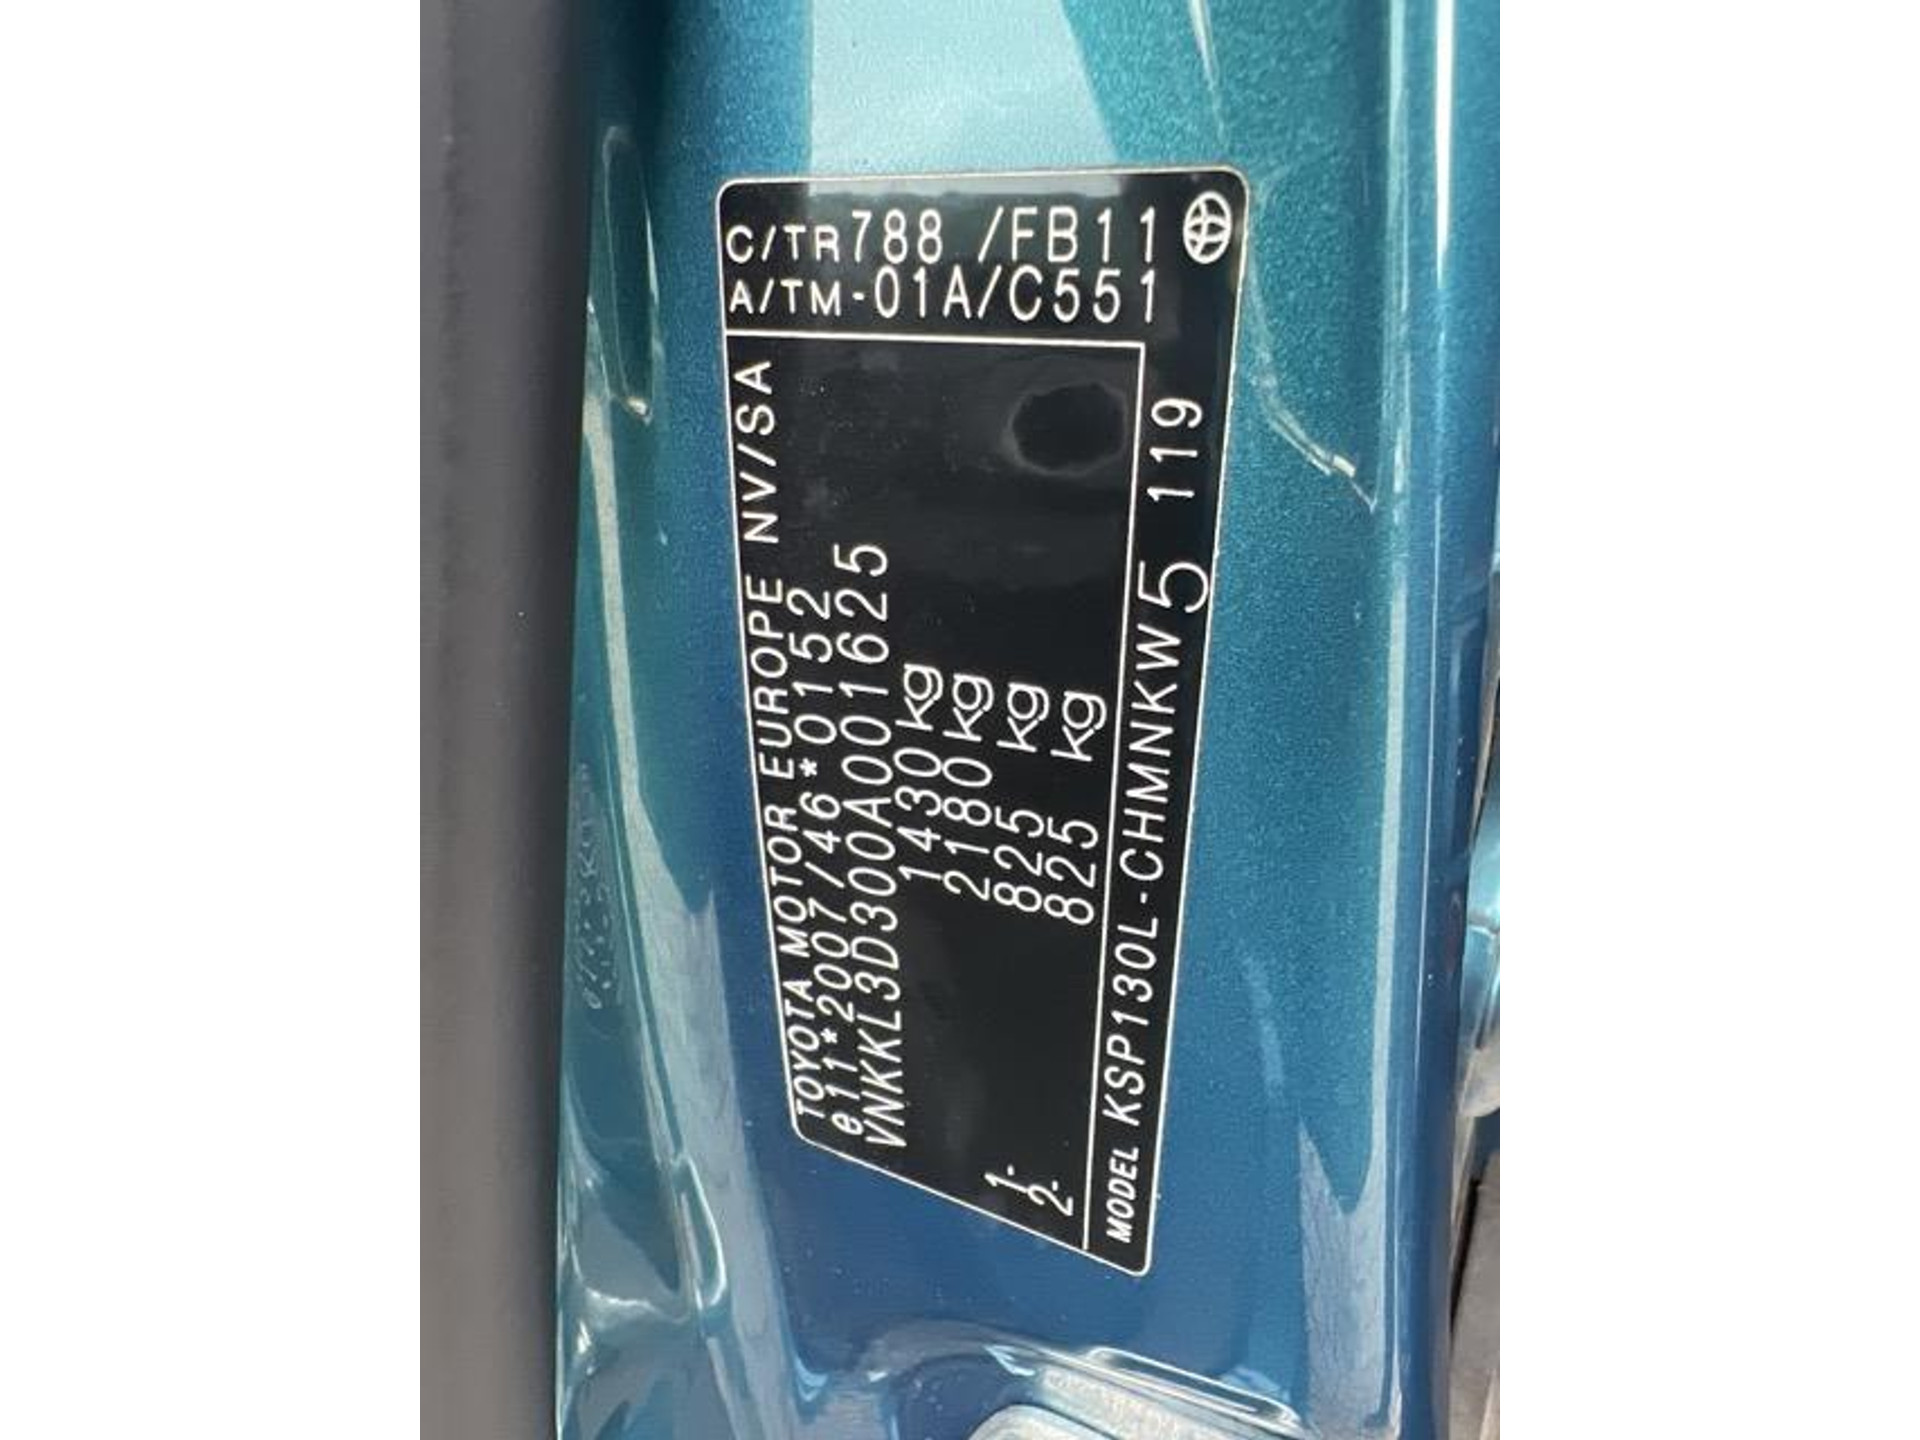 C/TR788 /FB11
A/TM-01A/C551
TOYOTA MOTOR EUROPE NV/SA
e11*2007/46*0152
VNKKL3D300A001625
1430 kg
2180 kg
1- 825 kg
2- 825 kg
MODEL KSP130L-CHMNKW5 119